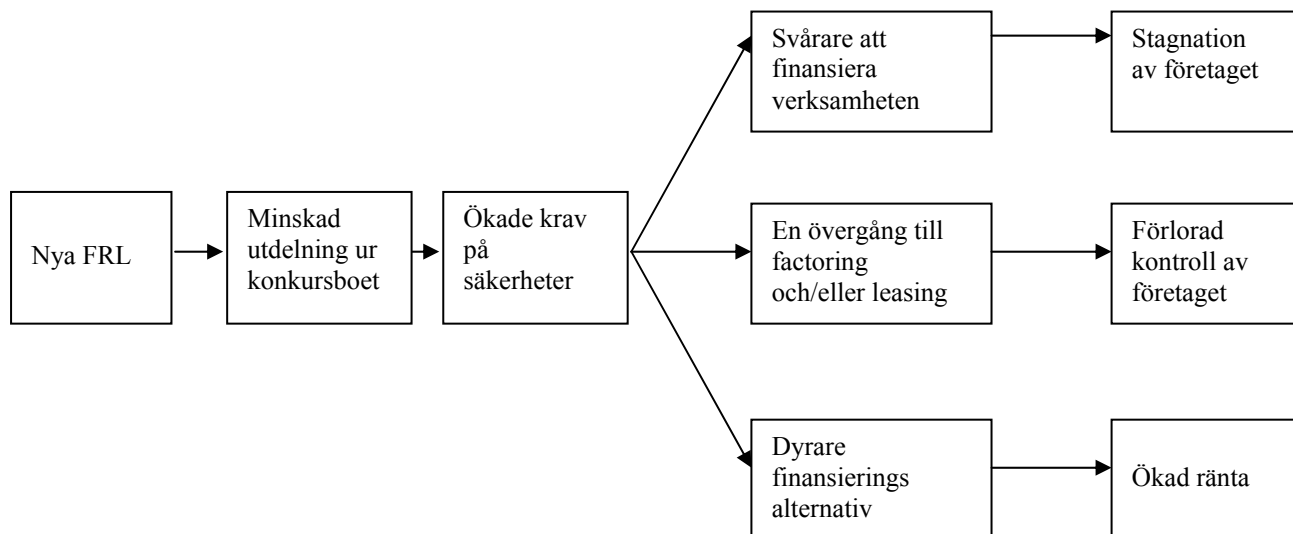 Nya FRL
Minskad
utdelning ur
konkursboet
Ökade krav
på
säkerheter
Svårare att
finansiera
verksamheten
Stagnation
av företaget
En övergång till
factoring
och/eller leasing
Förlorad
kontroll av
företaget
Dyrare
finansierings
alternativ
Ökad ränta